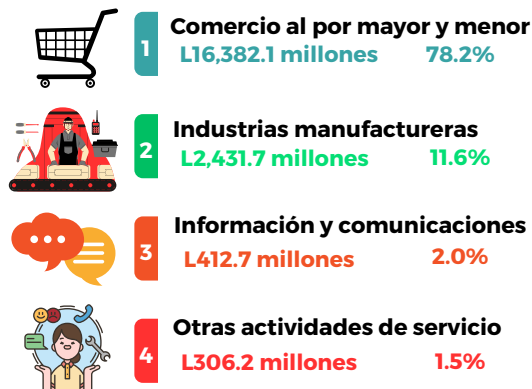 1
Comercio al por mayor y menor
L16,382.1 millones 78.2%
2
Industrias manufactureras
L2,431.7 millones 11.6%
3
Información y comunicaciones
L412.7 millones 2.0%
4
Otras actividades de servicio
L306.2 millones 1.5%